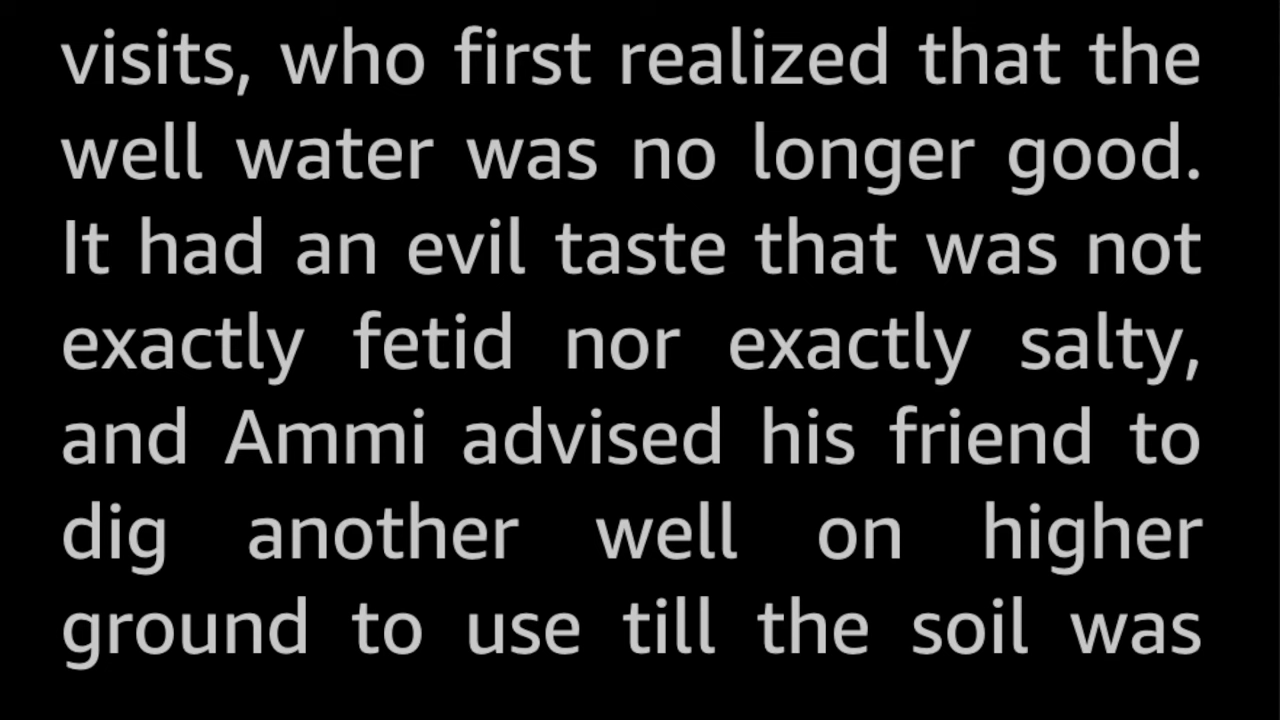 visits, who first realized that the
well water was no longer good.
It had an evil taste that was not
exactly fetid nor exactly salty,
and Ammi advised his friend to
dig another well on higher
ground to use till the soil was